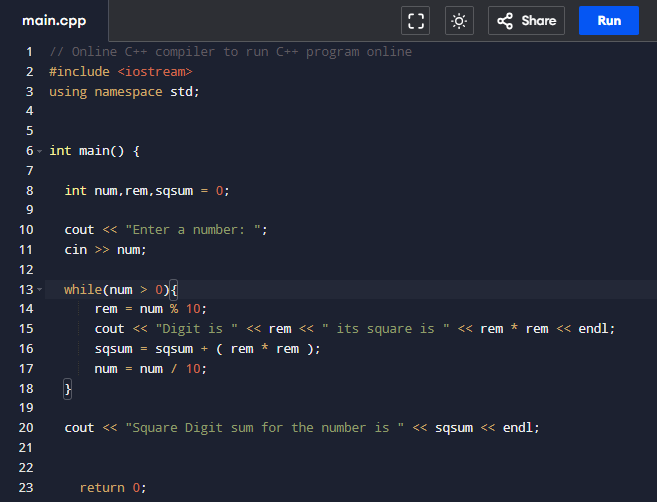 main.cpp Share Run
1 // Online C++ compiler to run C++ program online
2 #include <iostream>
3 using namespace std;
4
5
6 int main() {
7
8 int num,rem,sqsum = 0;
9
10 cout << "Enter a number: ";
11 cin >> num;
12
13 while(num > 0){
14 rem = num % 10;
15 cout << "Digit is " << rem << " its square is " << rem * rem << endl;
16 sqsum = sqsum + ( rem * rem );
17 num = num / 10;
18 }
19
20 cout << "Square Digit sum for the number is " << sqsum << endl;
21
22
23 return 0;